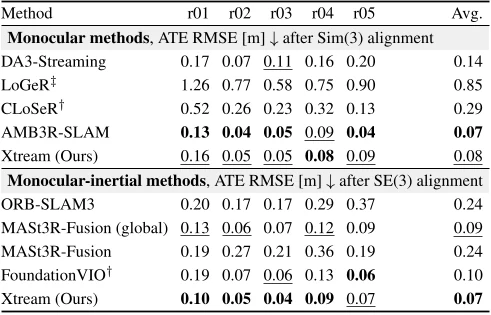 Method r01 r02 r03 r04 r05 Avg.
Monocular methods, ATE RMSE [m] ↓ after Sim(3) alignment
DA3-Streaming 0.17 0.07 0.11 0.16 0.20 0.14
LoGeR‡ 1.26 0.77 0.58 0.75 0.90 0.85
CLoSeR† 0.52 0.26 0.23 0.32 0.13 0.29
AMB3R-SLAM 0.13 0.04 0.05 0.09 0.04 0.07
Xtream (Ours) 0.16 0.05 0.05 0.08 0.09 0.08
Monocular-inertial methods, ATE RMSE [m] ↓ after SE(3) alignment
ORB-SLAM3 0.20 0.17 0.17 0.29 0.37 0.24
MASt3R-Fusion (global) 0.13 0.06 0.07 0.12 0.09 0.09
MASt3R-Fusion 0.19 0.27 0.21 0.36 0.19 0.24
FoundationVIO† 0.19 0.07 0.06 0.13 0.06 0.10
Xtream (Ours) 0.10 0.05 0.04 0.09 0.07 0.07